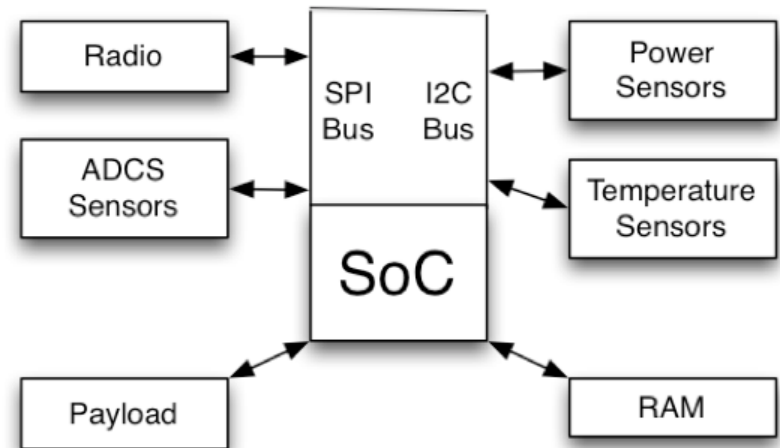 Radio
SPI
Bus
I2C
Bus
Power
Sensors
ADCS
Sensors
Temperature
Sensors
SoC
Payload
RAM